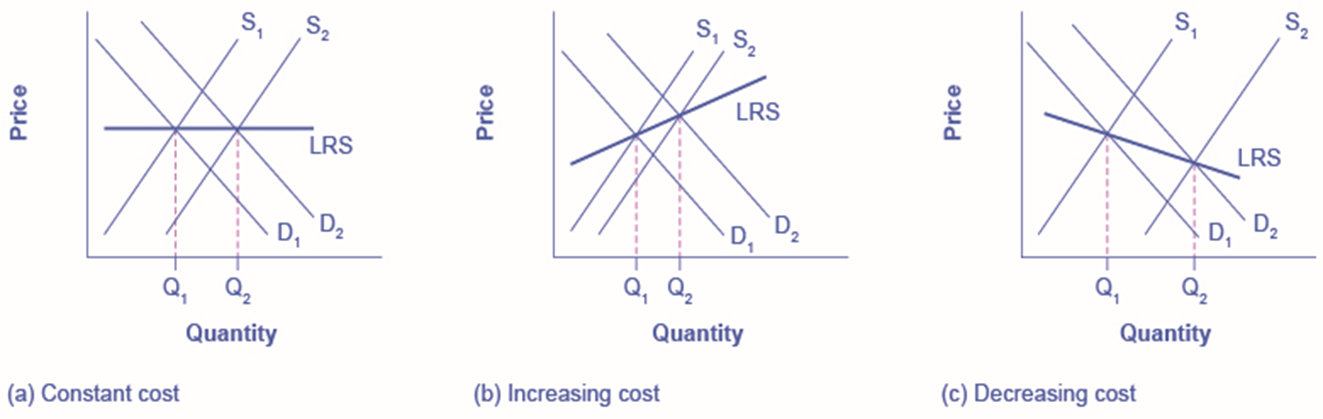 Price
S₁
S₂
LRS
D₁
D₂
Q₁
Q₂
Quantity
(a) Constant cost
Price
S₁
S₂
LRS
D₁
D₂
Q₁
Q₂
Quantity
(b) Increasing cost
Price
S₁
S₂
LRS
D₁
D₂
Q₁
Q₂
Quantity
(c) Decreasing cost